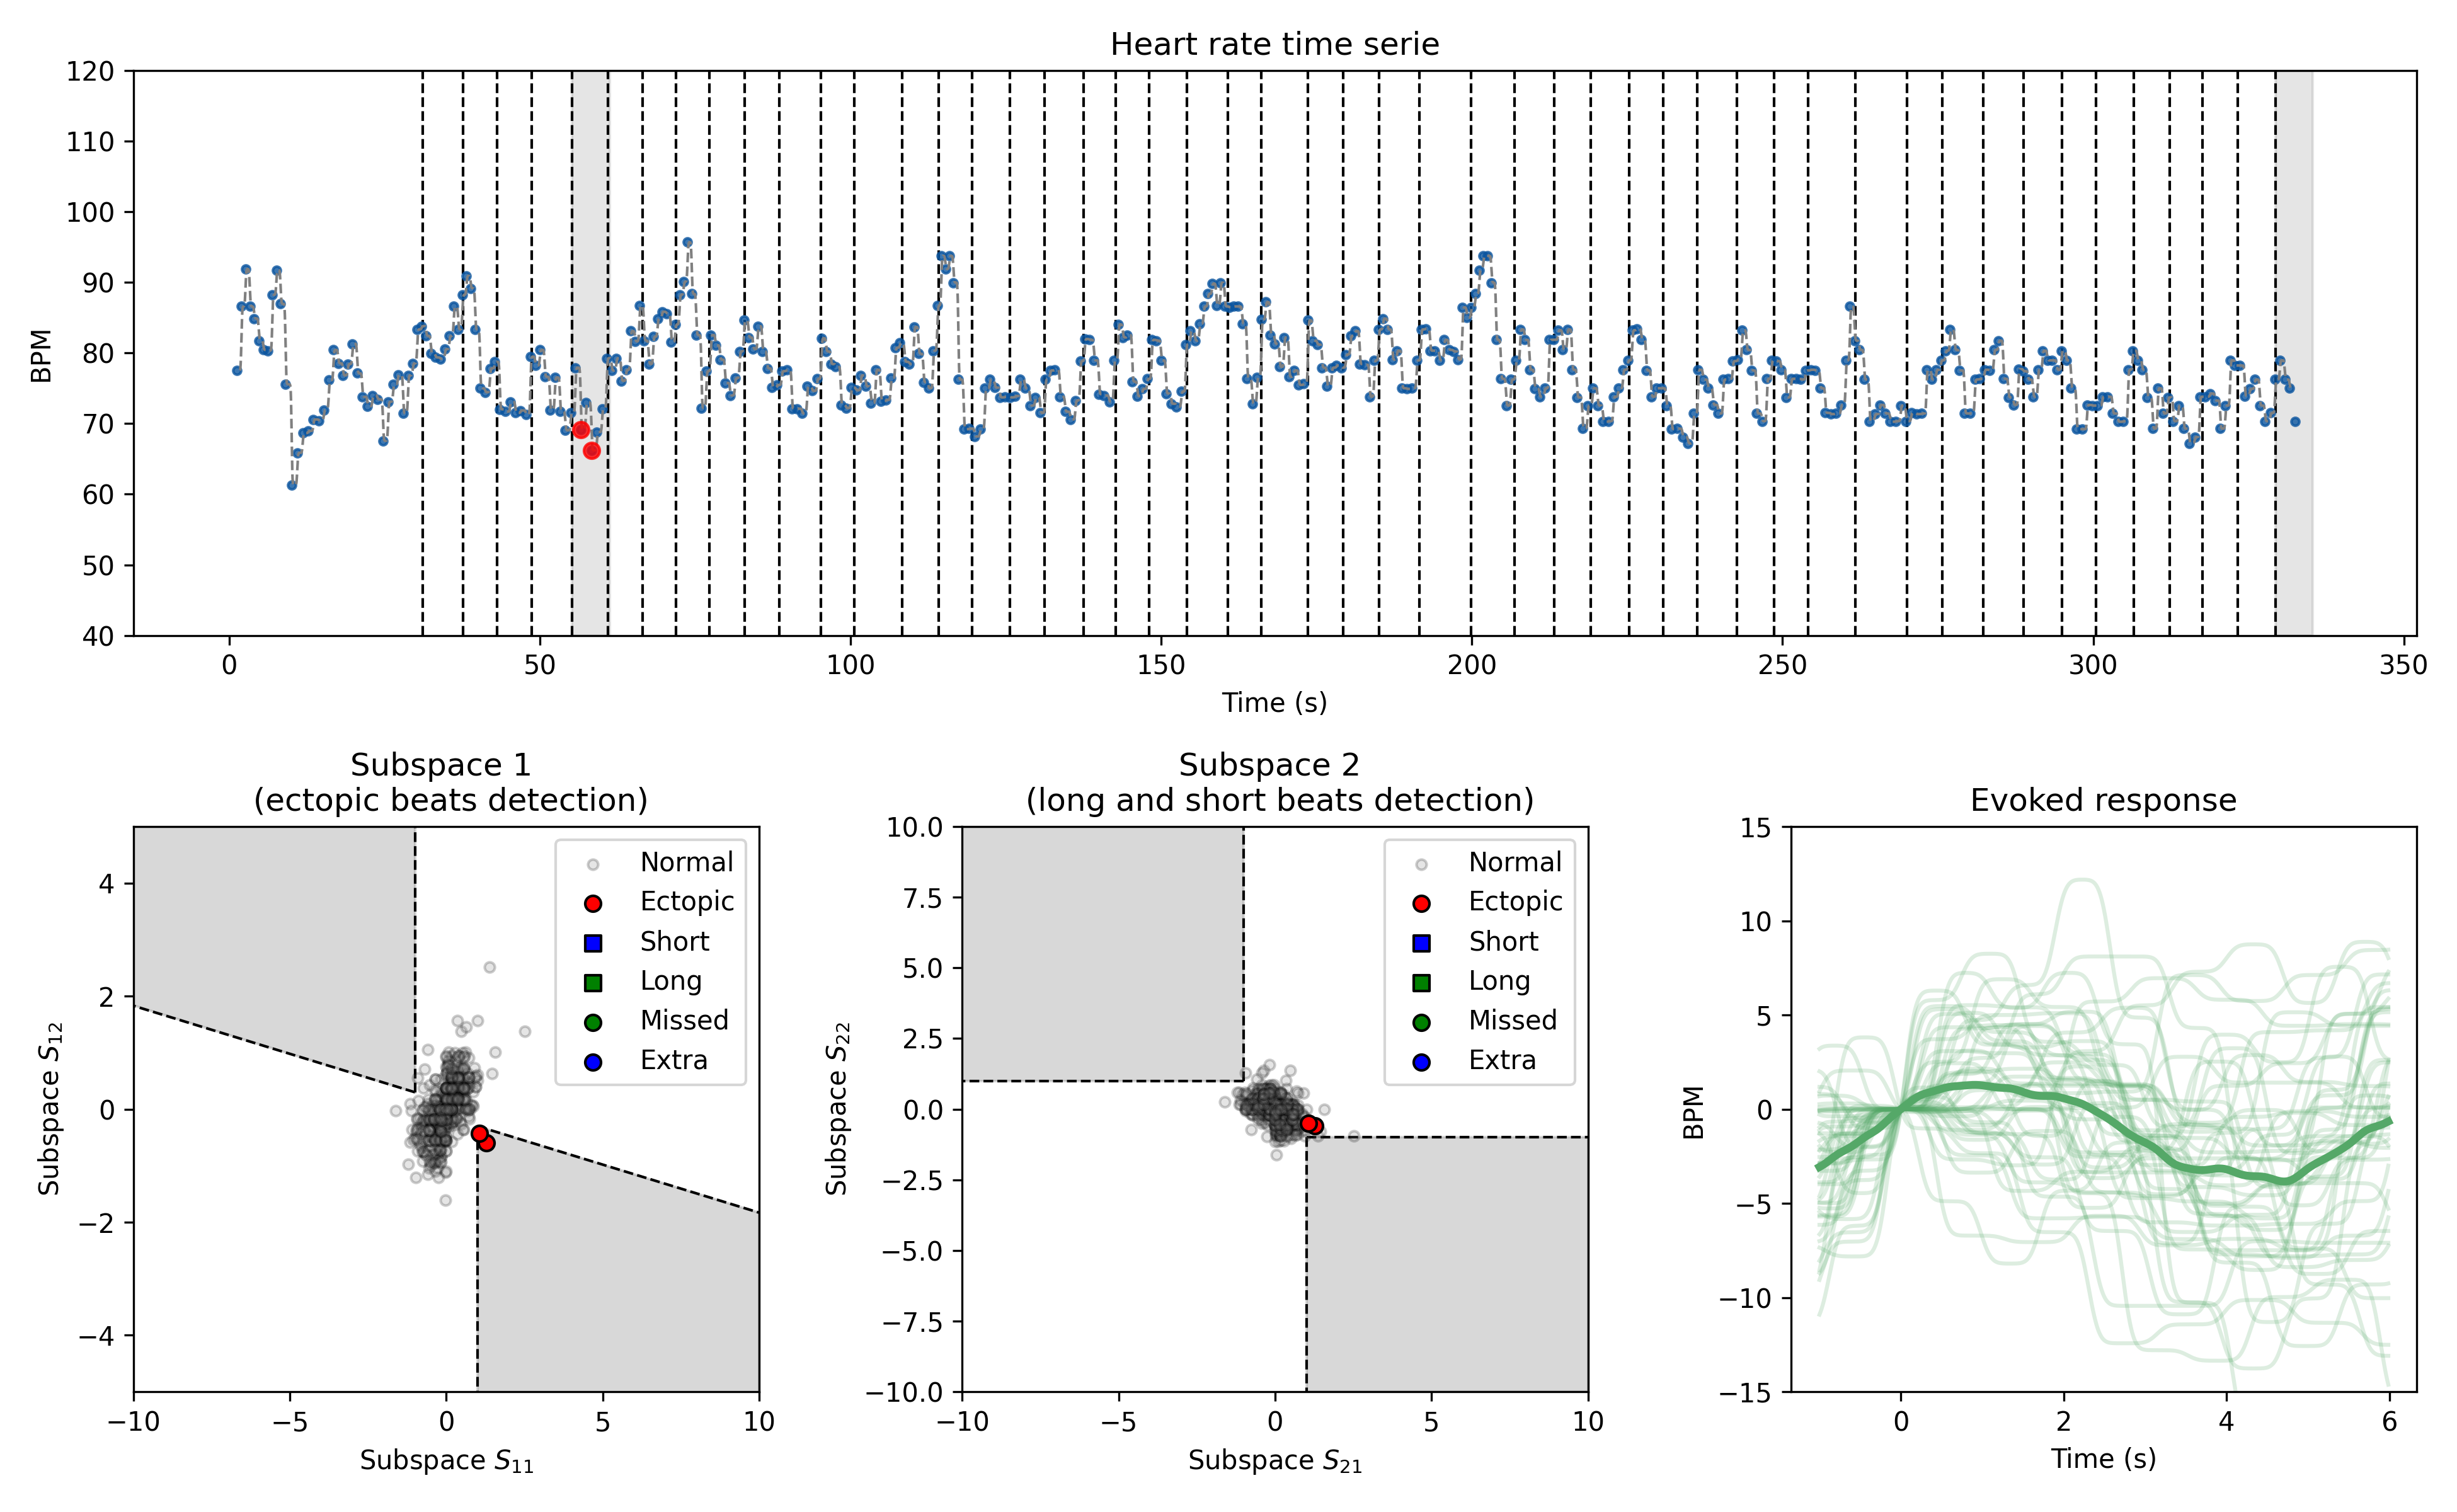 Heart rate time serie
120
110
100
90
80
70
60
50
40
BPM
0 50 100 150 200 250 300 350
Time (s)
Subspace 1
(ectopic beats detection)
4
2
0
−2
−4
Subspace S12
Normal
Ectopic
Short
Long
Missed
Extra
−10 −5 0 5 10
Subspace S11
Subspace 2
(long and short beats detection)
10.0
7.5
5.0
2.5
0.0
−2.5
−5.0
−7.5
−10.0
Subspace S22
Normal
Ectopic
Short
Long
Missed
Extra
−10 −5 0 5 10
Subspace S21
Evoked response
15
10
5
0
−5
−10
−15
BPM
0 2 4 6
Time (s)